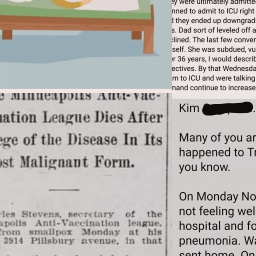 y were ultimately admitte
nned to admit to ICU right
they ended up downgrad
s. Dad sort of leveled off a
clined. The last few conver
self. She was subdued, vu
r 36 years, I would describ
ectives. By that Wednesda
m to ICU and were talking
mand continue to increase
e Minneapolis Anti-Vac-
nation League Dies After
ege of the Disease In Its
ost Malignant Form.
rles Stevens, secretary of the
apolis Anti-Vaccination league,
from smallpox Monday at his
3914 Pillsbury avenue, in that
Kim
Many of you ar
happened to Tr
you know.
On Monday No
not feeling wel
hospital and fo
pneumonia. Wa
sent home. On